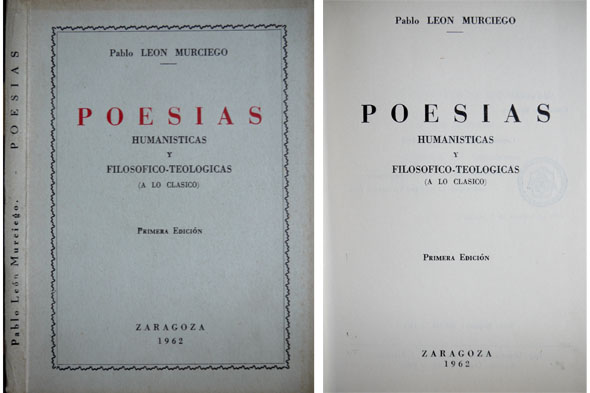 Pablo León Murciego. - POESIAS
Pablo LEON MURCIEGO
POESIAS
HUMANISTICAS
Y
FILOSOFICO-TEOLOGICAS
(A LO CLASICO)
PRIMERA EDICIÓN
ZARAGOZA
1962
Pablo LEON MURCIEGO
POESIAS
HUMANISTICAS
Y
FILOSOFICO-TEOLOGICAS
(A LO CLASICO)
PRIMERA EDICIÓN
ZARAGOZA
1962